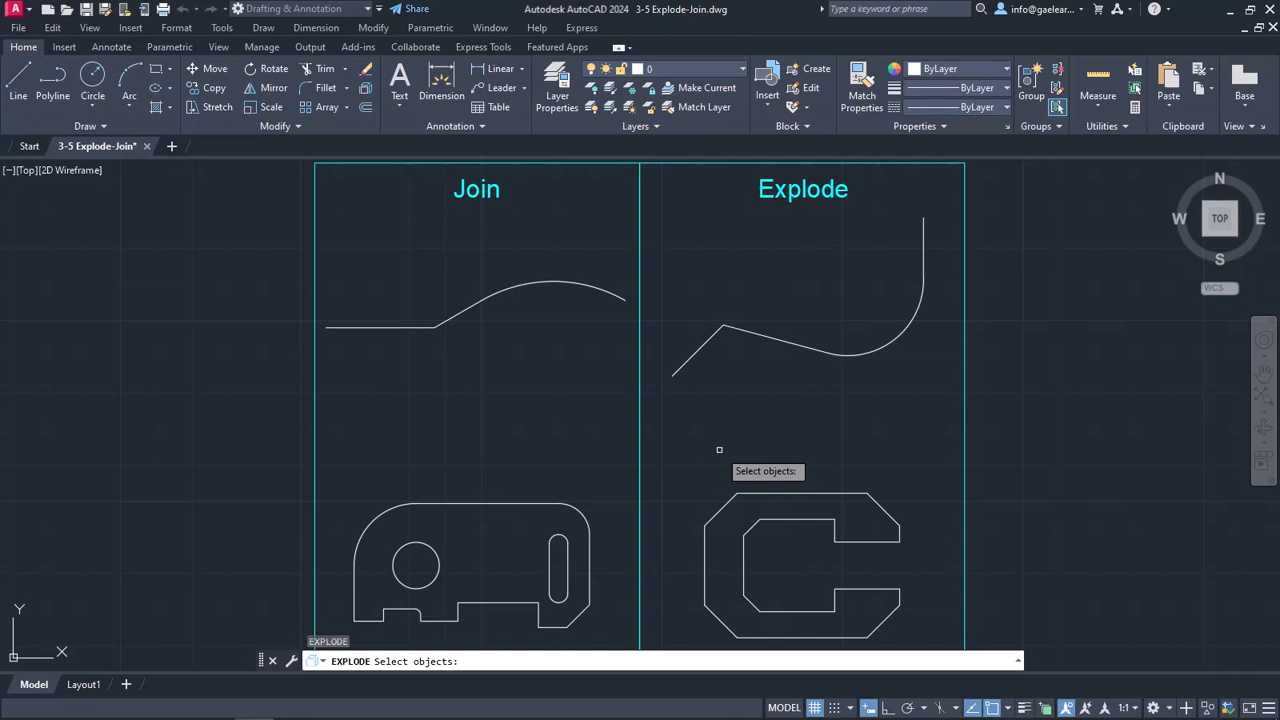 A Drafting & Annotation Share Autodesk AutoCAD 2024 3-5 Explode-Join.dwg Type a keyword or phrase info@gaelear...
File Edit View Insert Format Tools Draw Dimension Modify Parametric Window Help Express
Home Insert Annotate Parametric View Manage Output Add-ins Collaborate Express Tools Featured Apps
Line
Polyline
Circle
Arc
Draw
Move
Rotate
Trim
Copy
Mirror
Fillet
Stretch
Scale
Array
Modify
Text
Dimension
Linear
Leader
Table
Annotation
Layer
Properties
0
Make Current
Match Layer
Layers
Insert
Create
Edit
Block
Match
Properties
ByLayer
ByLayer
ByLayer
Properties
Group
Groups
Measure
Utilities
Paste
Clipboard
Base
View
Start 3-5 Explode-Join* +
[−][Top][2D Wireframe]
Join
Explode
N
W TOP E
S
WCS
Select objects:
Y
X
EXPLODE
EXPLODE Select objects:
Model Layout1 +
MODEL 1:1